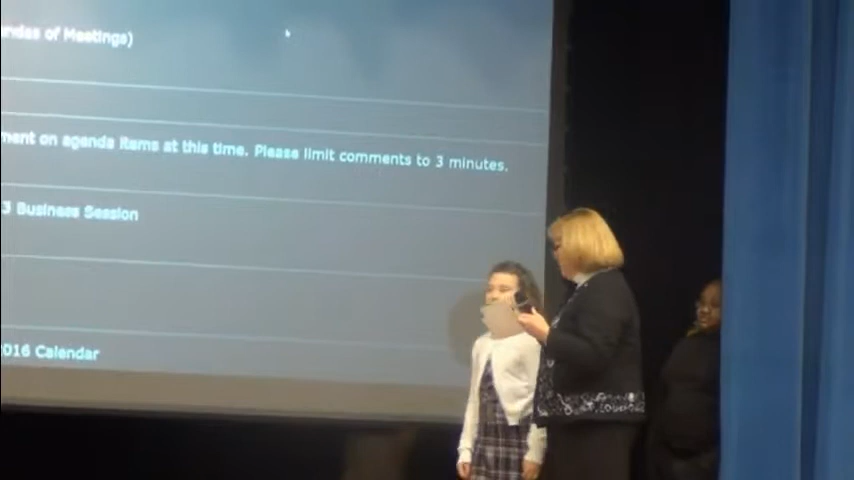 of Meetings)
ment on agenda items at this time. Please limit comments to 3 minutes.
3 Business Session
016 Calendar